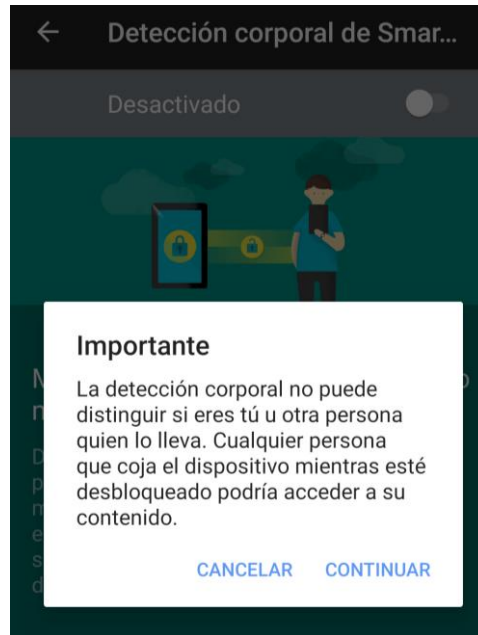 Detección corporal de Smar...
Desactivado
Importante
La detección corporal no puede
distinguir si eres tú u otra persona
quien lo lleva. Cualquier persona
que coja el dispositivo mientras esté
desbloqueado podría acceder a su
contenido.
CANCELAR CONTINUAR